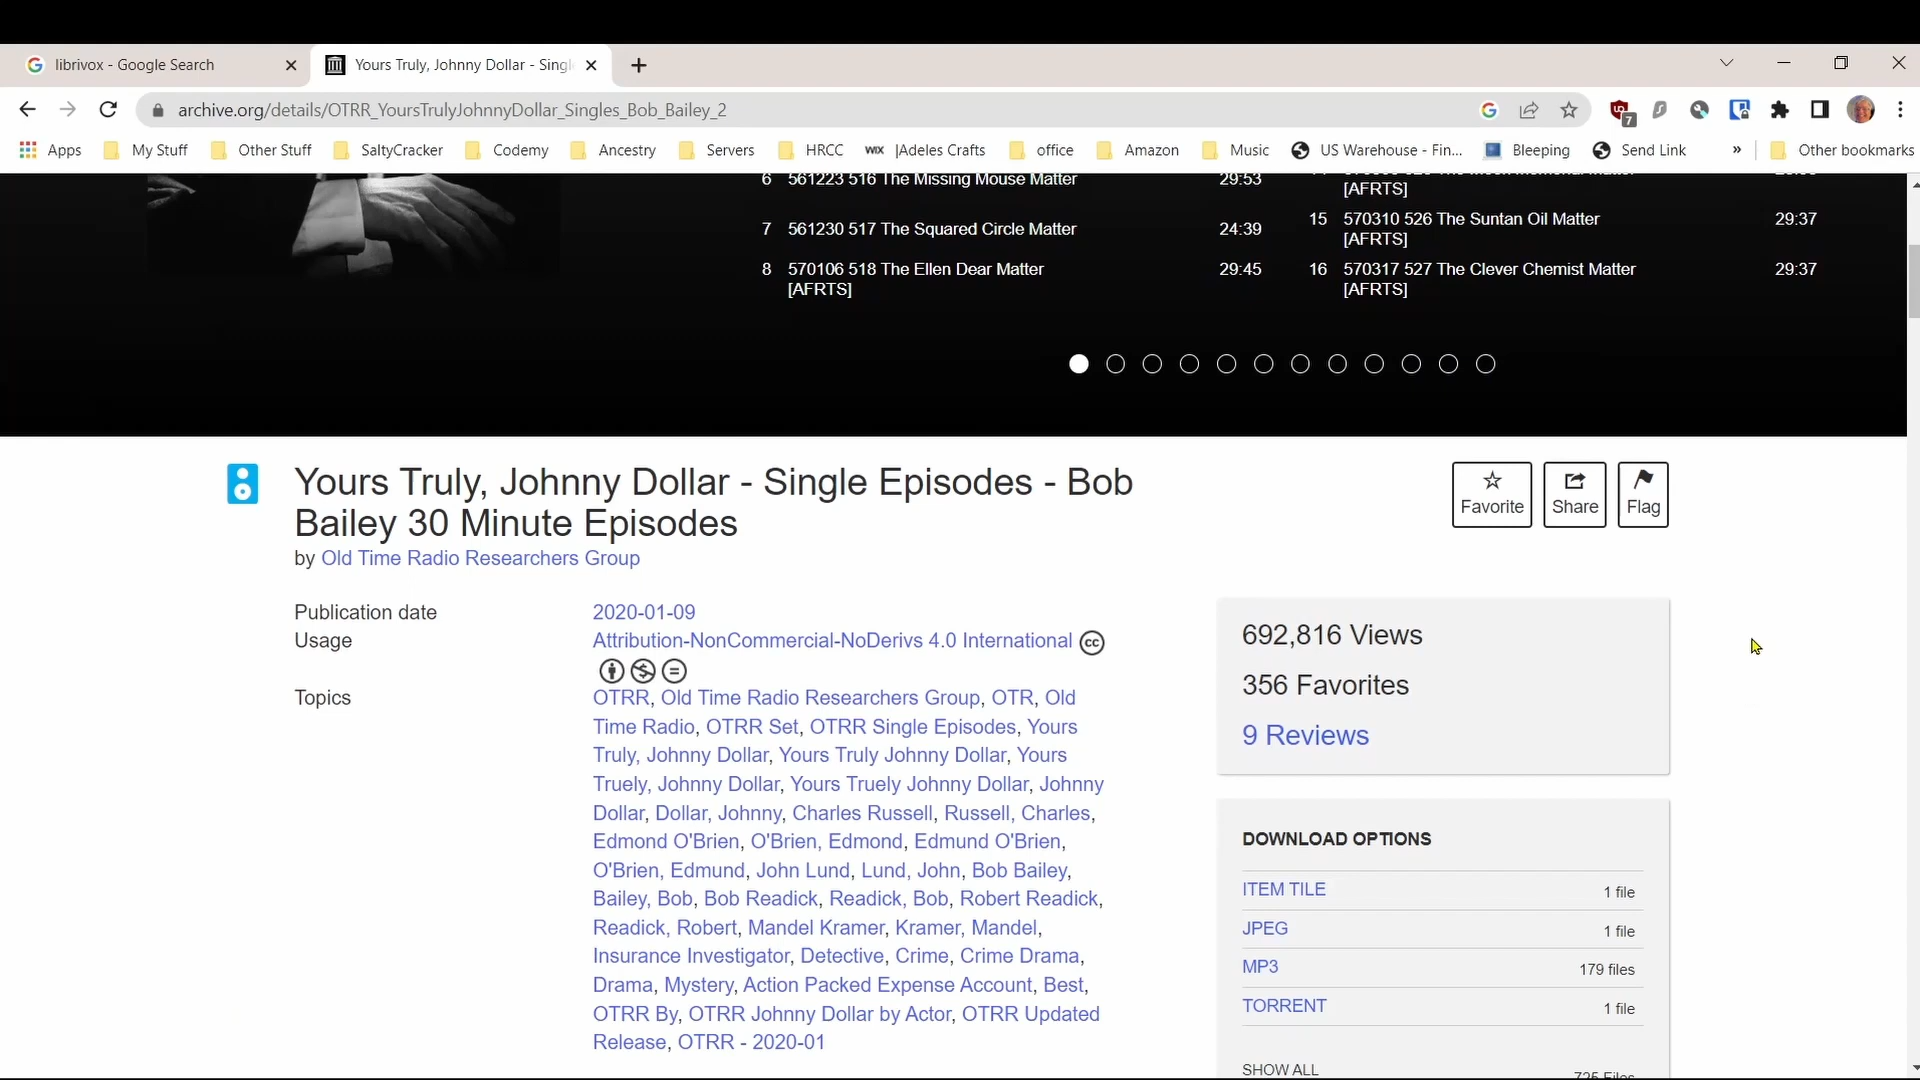 librivox - Google Search
Yours Truly, Johnny Dollar - Singl
archive.org/details/OTRR_YoursTrulyJohnnyDollar_Singles_Bob_Bailey_2
7
Apps
My Stuff
Other Stuff
SaltyCracker
Codemy
Ancestry
Servers
HRCC
WIX
|Adeles Crafts
office
Amazon
Music
US Warehouse - Fin...
Bleeping
Send Link
»
Other bookmarks
6 561223 516 The Missing Mouse Matter 29:53
7 561230 517 The Squared Circle Matter 24:39
8 570106 518 The Ellen Dear Matter 29:45
[AFRTS]
[AFRTS]
15 570310 526 The Suntan Oil Matter 29:37
[AFRTS]
16 570317 527 The Clever Chemist Matter 29:37
[AFRTS]
Yours Truly, Johnny Dollar - Single Episodes - Bob
Bailey 30 Minute Episodes
by Old Time Radio Researchers Group
Favorite
Share
Flag
Publication date 2020-01-09
Usage Attribution-NonCommercial-NoDerivs 4.0 International
Topics OTRR, Old Time Radio Researchers Group, OTR, Old
Time Radio, OTRR Set, OTRR Single Episodes, Yours
Truly, Johnny Dollar, Yours Truly Johnny Dollar, Yours
Truely, Johnny Dollar, Yours Truely Johnny Dollar, Johnny
Dollar, Dollar, Johnny, Charles Russell, Russell, Charles,
Edmond O'Brien, O'Brien, Edmond, Edmund O'Brien,
O'Brien, Edmund, John Lund, Lund, John, Bob Bailey,
Bailey, Bob, Bob Readick, Readick, Bob, Robert Readick,
Readick, Robert, Mandel Kramer, Kramer, Mandel,
Insurance Investigator, Detective, Crime, Crime Drama,
Drama, Mystery, Action Packed Expense Account, Best,
OTRR By, OTRR Johnny Dollar by Actor, OTRR Updated
Release, OTRR - 2020-01
692,816 Views
356 Favorites
9 Reviews
DOWNLOAD OPTIONS
ITEM TILE 1 file
JPEG 1 file
MP3 179 files
TORRENT 1 file
SHOW ALL 725 Files